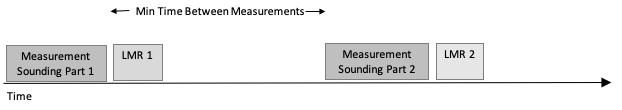 Min Time Between Measurements
Measurement
Sounding Part 1
LMR 1
Measurement
Sounding Part 2
LMR 2
Time